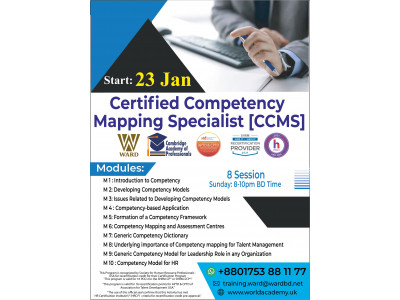 Start: 23 Jan
Certified Competency
Mapping Specialist [CCMS]
WARD
Cambridge
Academy of
Professionals
RECERTIFICATION
PROVIDER
Modules:
8 Session
Sunday: 8-10pm BD Time
M 1 : Introduction to Competency
M 2: Developing Competency Models
M 3: Issues Related to Developing Competency Models
M 4 : Competency-based Application
M 5: Formation of a Competency Framework
M 6: Competency Mapping and Assessment Centres
M 7: Generic Competency Dictionary
M 8: Underlying importance of Competency mapping for Talent Management
M 9: Generic Competency Model for Leadership Role in any Organization
M 10 : Competency Model for HR
+8801753 88 11 77
training.ward@wardbd.net
www.worldacademy.uk